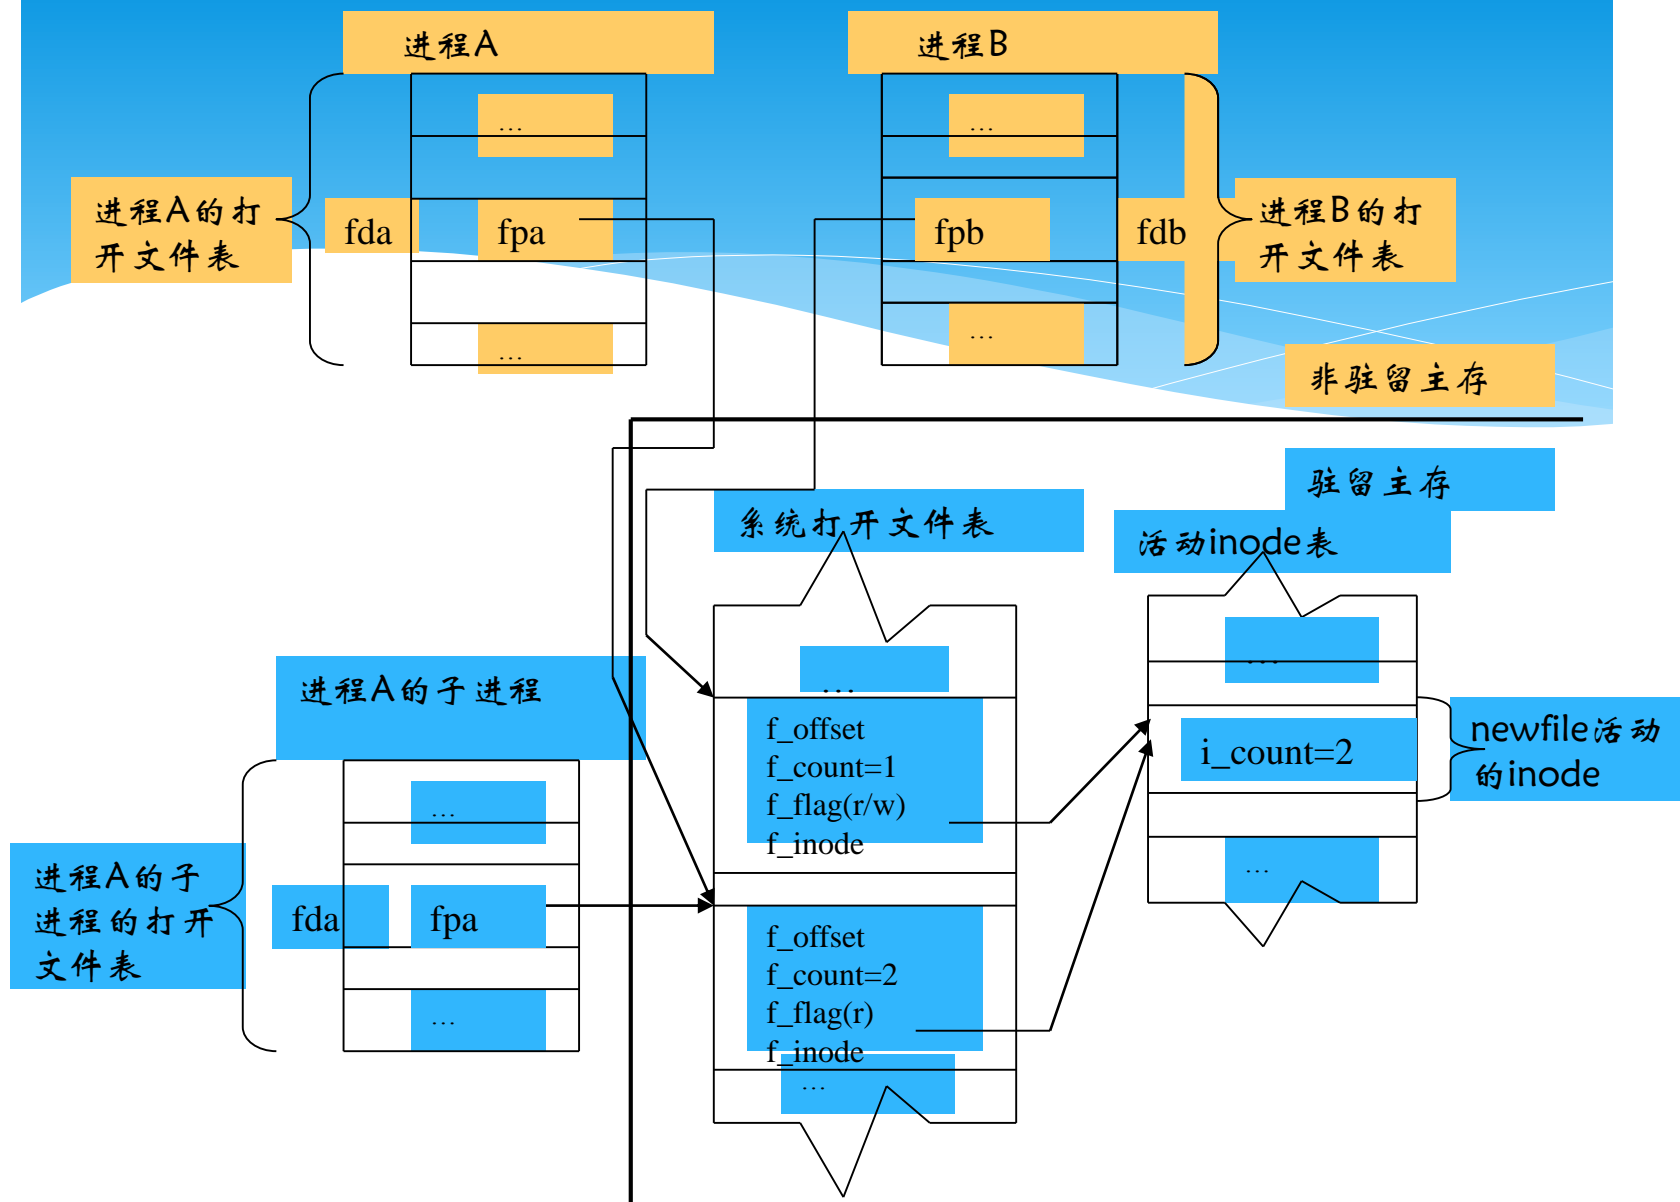 进程A
进程B
…
…
进程A的打
开文件表
fda
fpa
fpb
fdb
进程B的打
开文件表
…
…
非驻留主存
驻留主存
系统打开文件表
活动inode表
…
…
进程A的子进程
f_offset
f_count=1
f_flag(r/w)
f_inode
i_count=2
newfile活动
的inode
…
…
进程A的子
进程的打开
文件表
fda
fpa
…
f_offset
f_count=2
f_flag(r)
f_inode
…